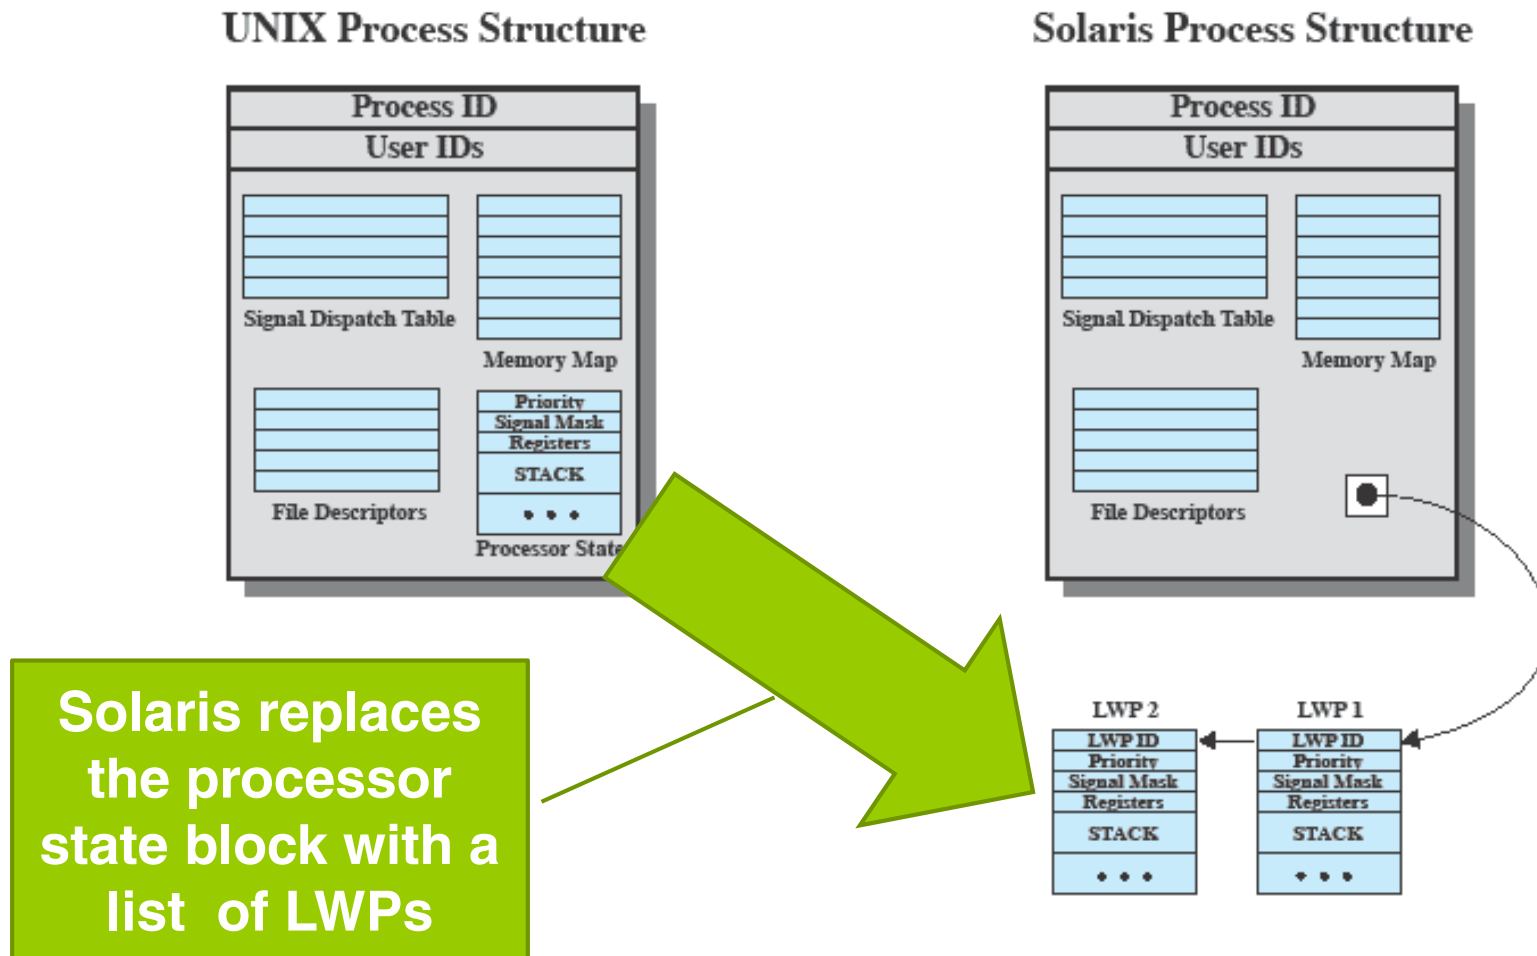 UNIX Process Structure
Process ID
User IDs
Signal Dispatch Table
Memory Map
Priority
Signal Mask
Registers
STACK
• • •
File Descriptors
Processor State
Solaris Process Structure
Process ID
User IDs
Signal Dispatch Table
Memory Map
File Descriptors
Solaris replaces
the processor
state block with a
list of LWPs
LWP 2
LWP ID
Priority
Signal Mask
Registers
STACK
• • •
LWP 1
LWP ID
Priority
Signal Mask
Registers
STACK
• • •